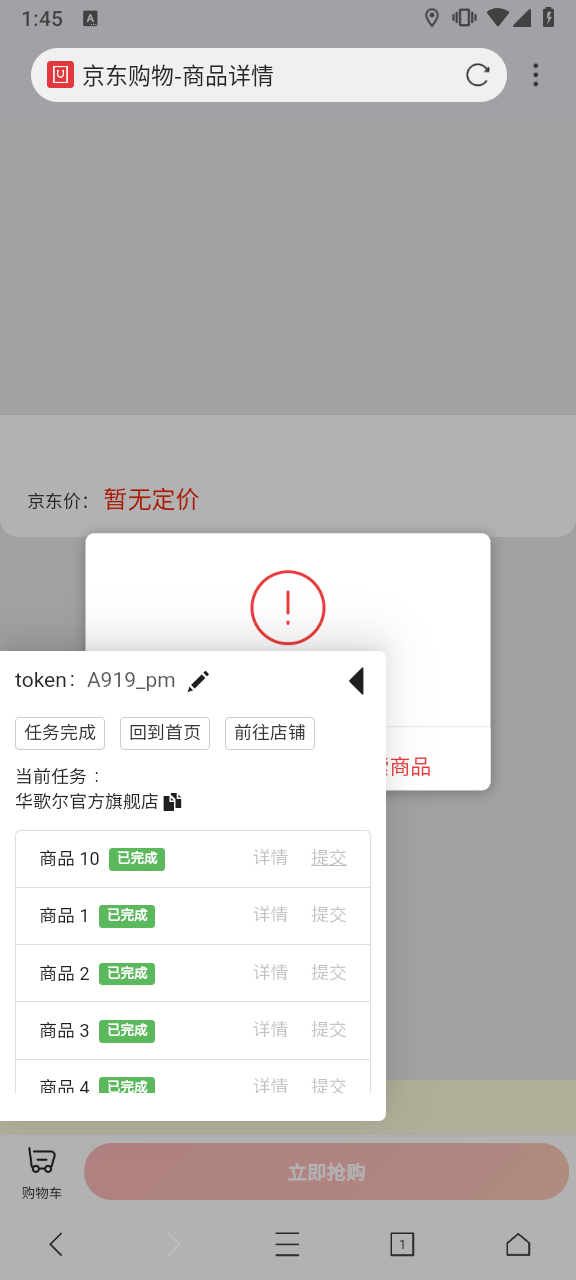 1:45
A
京东购物-商品详情
京东价： 暂无定价
token： A919_pm
任务完成 回到首页 前往店铺
商品
当前任务：
华歌尔官方旗舰店
商品 10 已完成 详情 提交
商品 1 已完成 详情 提交
商品 2 已完成 详情 提交
商品 3 已完成 详情 提交
商品 4 已完成 详情 提交
购物车 立即抢购
1